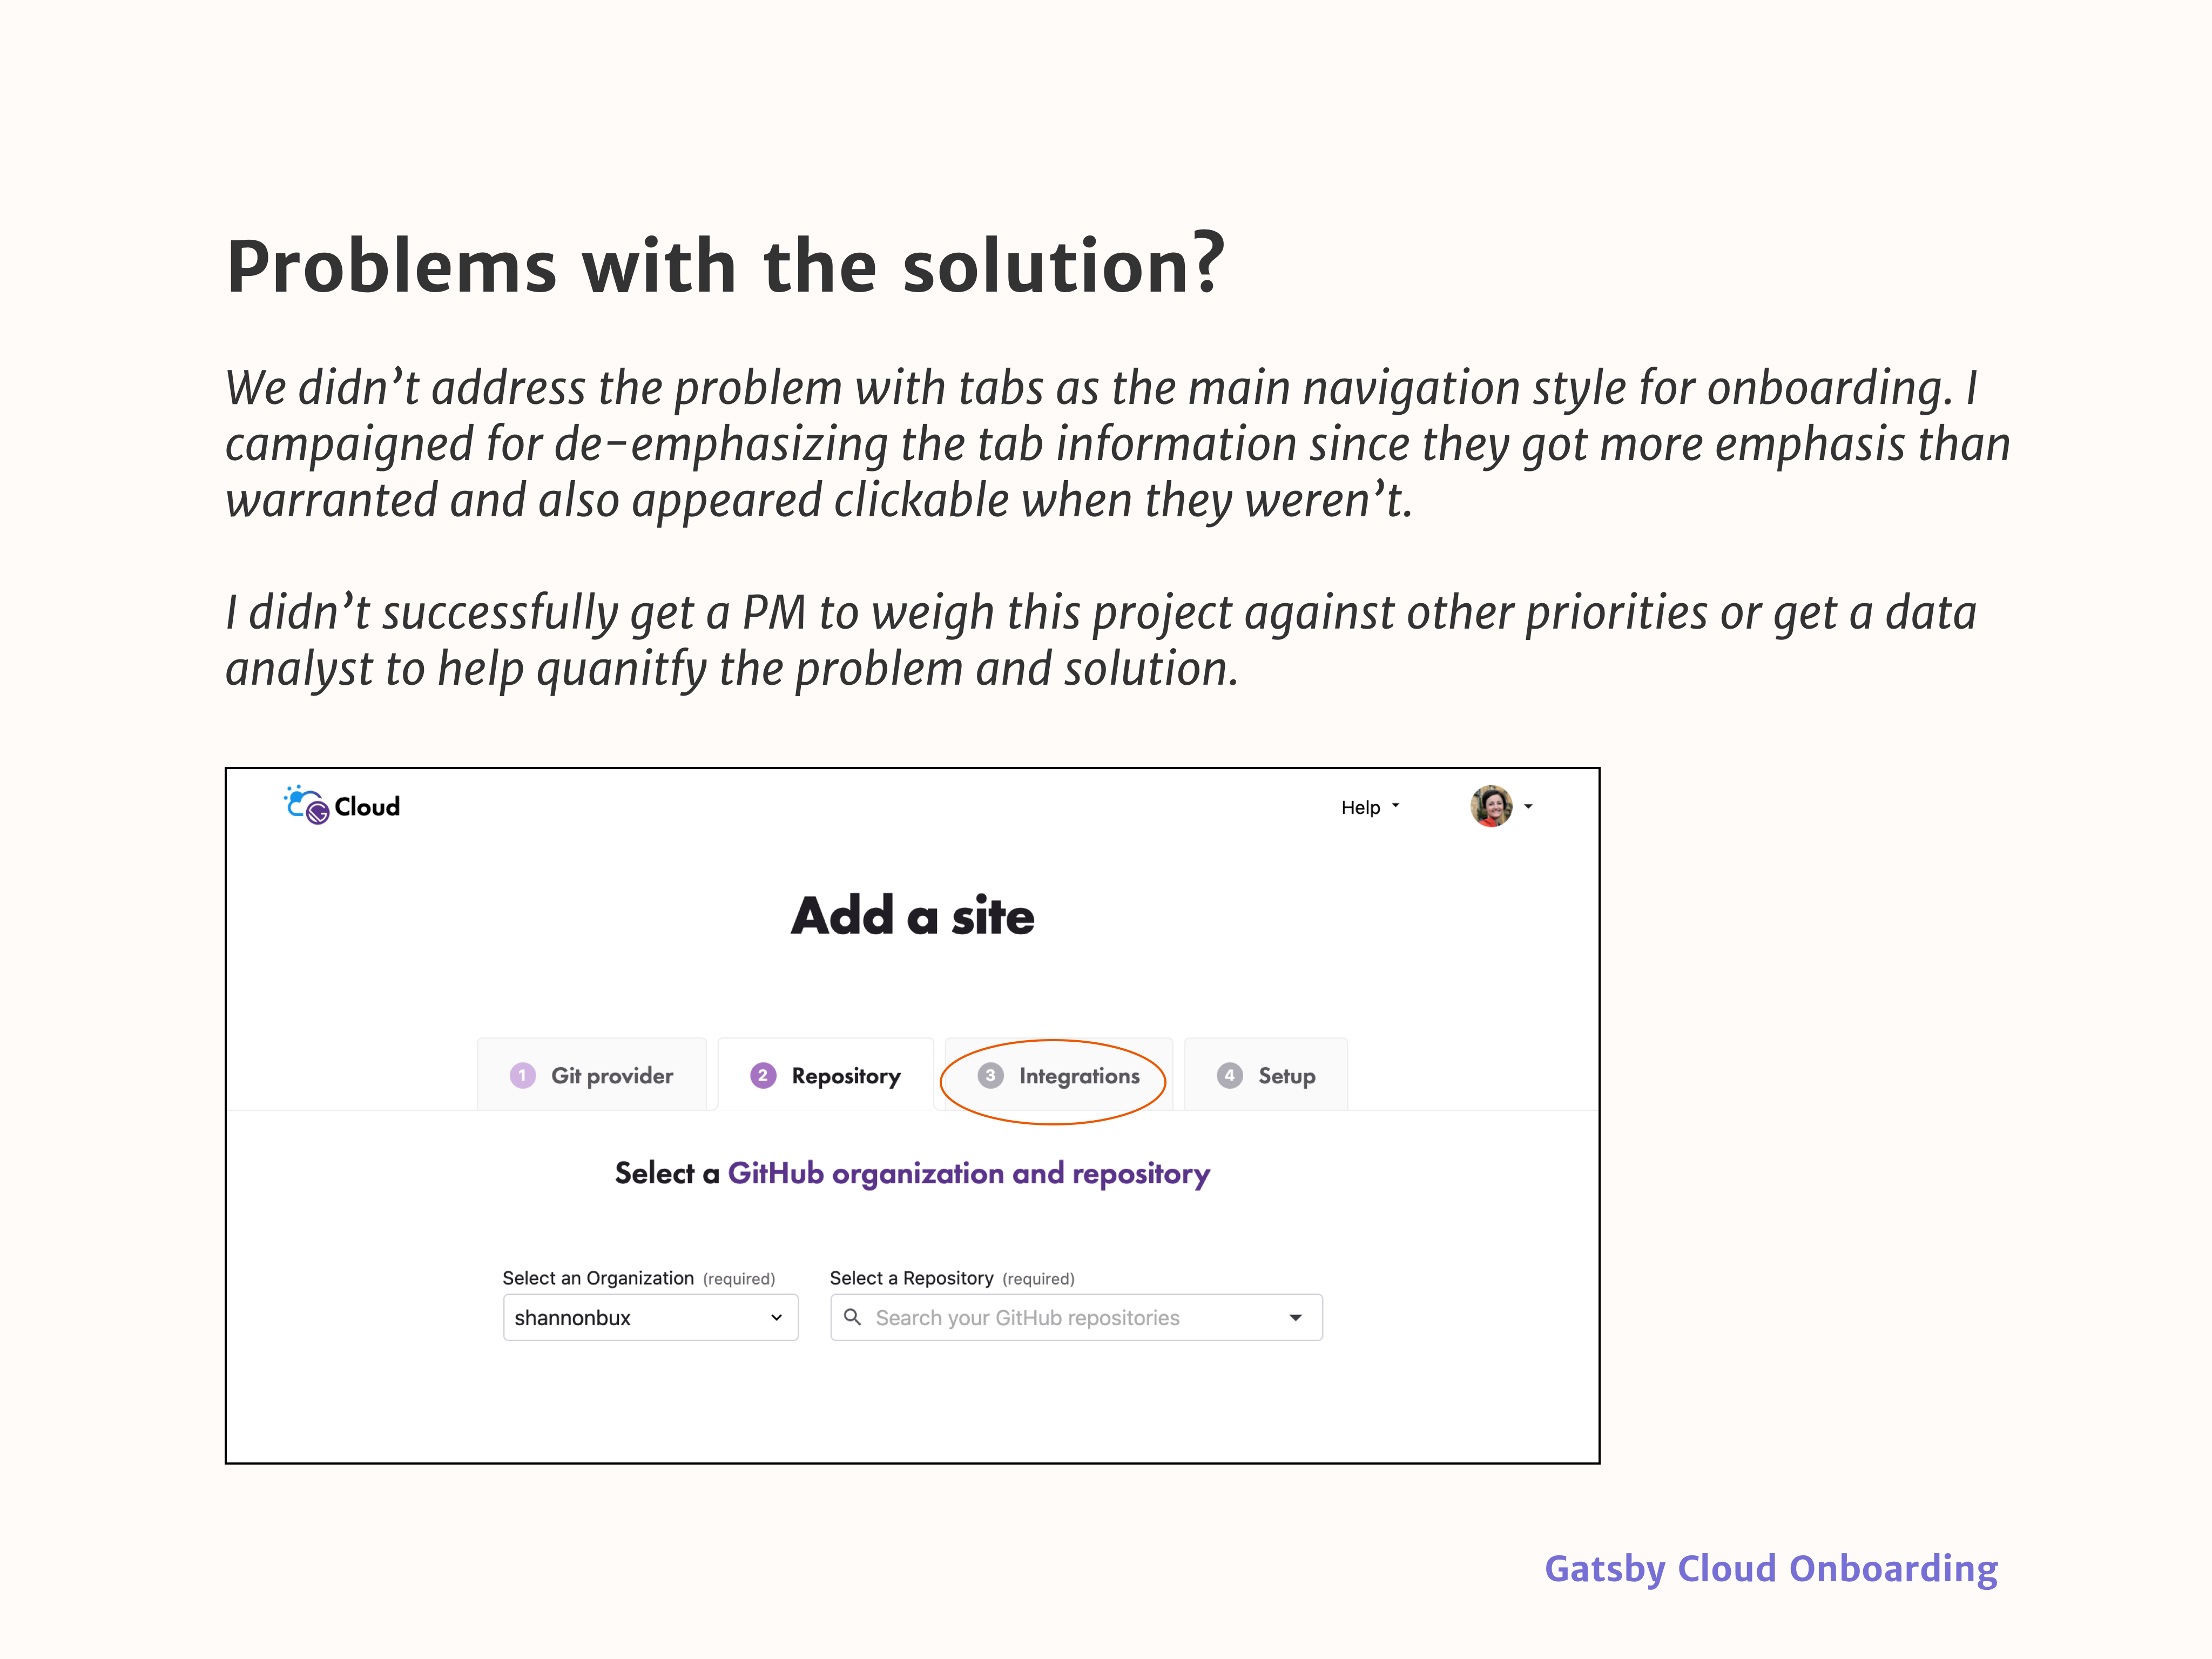 Problems with the solution?
We didn’t address the problem with tabs as the main navigation style for onboarding. I
campaigned for de-emphasizing the tab information since they got more emphasis than
warranted and also appeared clickable when they weren’t.
I didn’t successfully get a PM to weigh this project against other priorities or get a data
analyst to help quanitfy the problem and solution.
Cloud
Help
Add a site
1 Git provider 2 Repository 3 Integrations 4 Setup
Select a GitHub organization and repository
Select an Organization (required) Select a Repository (required)
shannonbux Search your GitHub repositories
Gatsby Cloud Onboarding